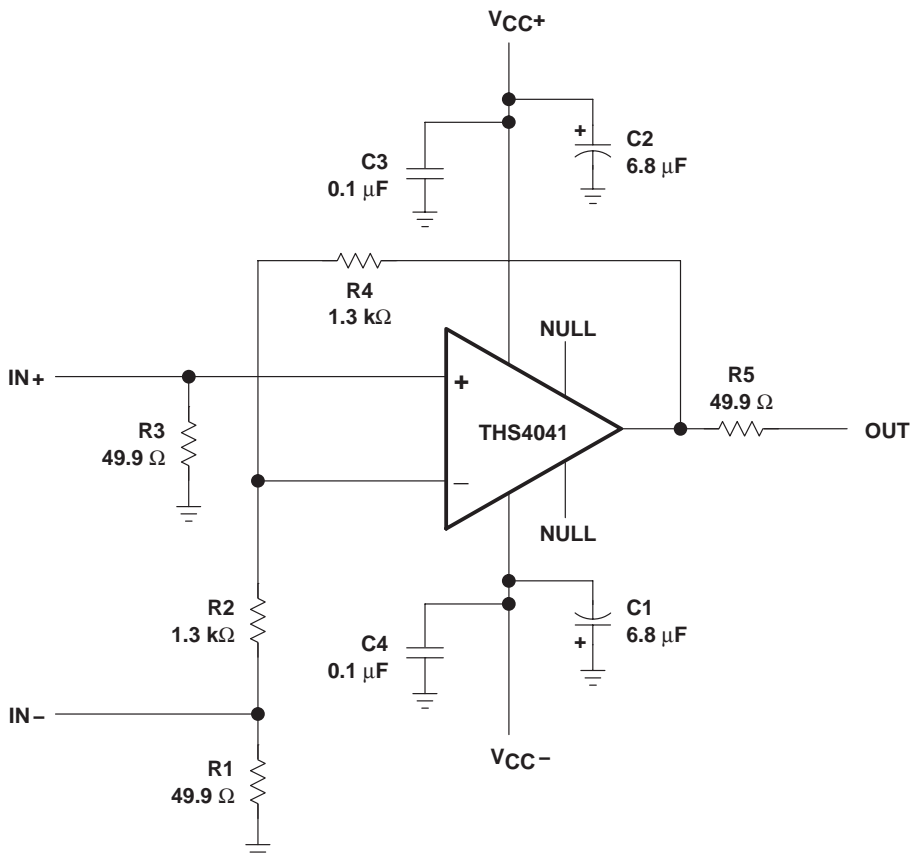 VCC+
C3
0.1 µF
+
C2
6.8 µF
R4
1.3 kΩ
NULL
IN+
+
R5
49.9 Ω
R3
49.9 Ω
THS4041
OUT
−
NULL
R2
1.3 kΩ
C1
6.8 µF
+
C4
0.1 µF
IN−
VCC−
R1
49.9 Ω